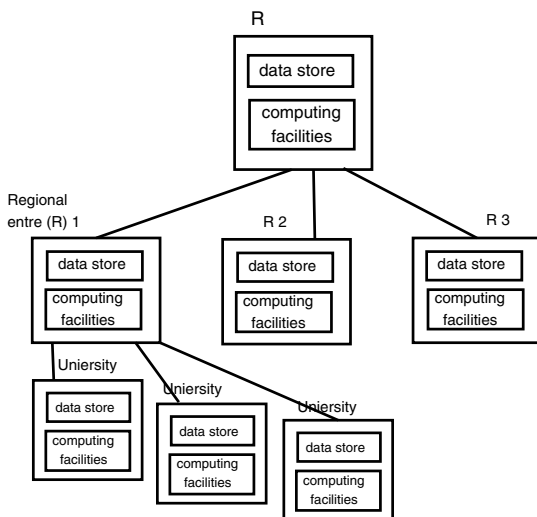 R
data store
computing
facilities
Regional
entre (R) 1
R 2
R 3
data store
computing
facilities
data store
computing
facilities
data store
computing
facilities
Uniersity
Uniersity
Uniersity
data store
computing
facilities
data store
computing
facilities
data store
computing
facilities